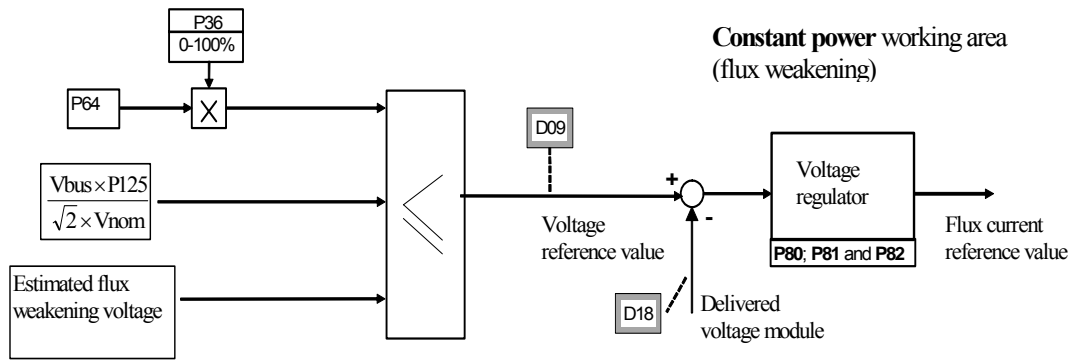 P36
0-100%
Constant power working area
(flux weakening)
P64
X
D09
Vbus × P125
√2 × Vnom
<
+
-
Voltage
regulator
Voltage
reference value
Flux current
reference value
P80; P81 and P82
Estimated flux
weakening voltage
D18
Delivered
voltage module